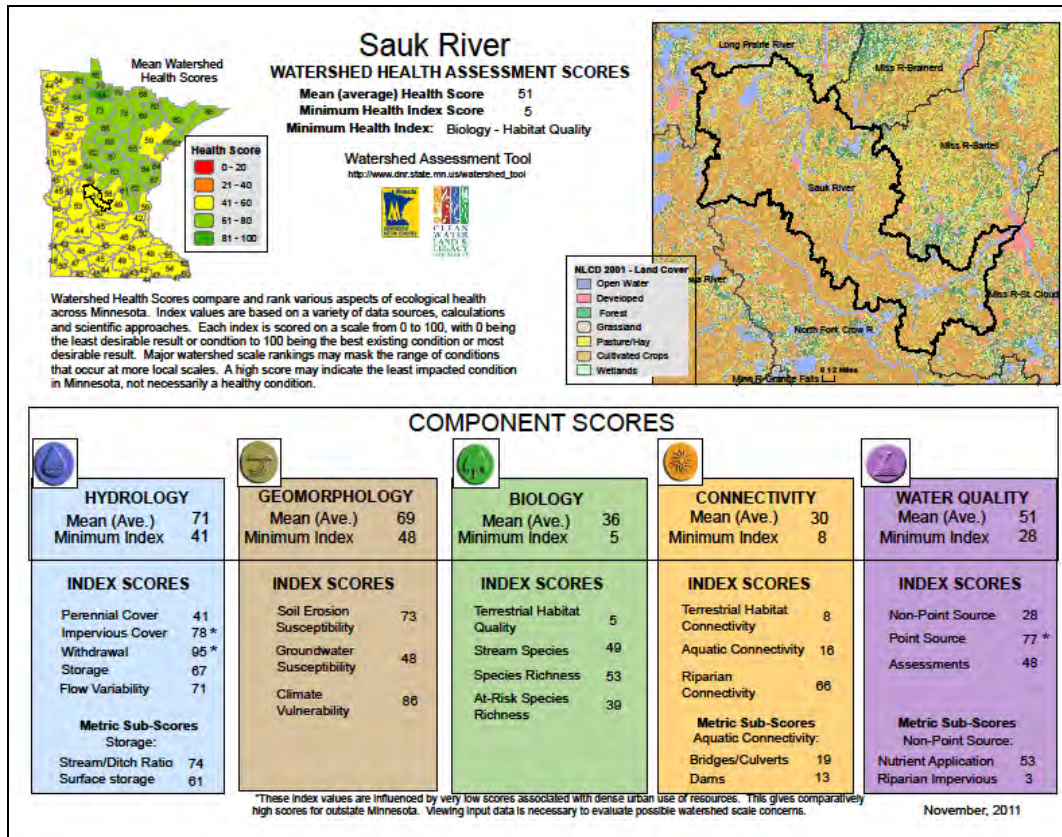 Sauk River
WATERSHED HEALTH ASSESSMENT SCORES
Mean (average) Health Score 51
Minimum Health Index Score 5
Minimum Health Index: Biology - Habitat Quality
Watershed Assessment Tool
http://www.dnr.state.mn.us/watershed_tool
Mean Watershed
Health Scores
Health Score
0 - 20
21 - 40
41 - 60
61 - 80
81 - 100
CLEAN
WATER
LAND &
LEGACY
Long Prairie River
Miss R-Brainerd
Miss R-Sartell
Sauk River
Miss R-St. Cloud
North Fork Crow R.
Minn R-Granite Falls
0 1 2 Miles
NLCD 2001 - Land Cover
Open Water
Developed
Forest
Grassland
Pasture/Hay
Cultivated Crops
Wetlands
Watershed Health Scores compare and rank various aspects of ecological health
across Minnesota. Index values are based on a variety of data sources, calculations
and scientific approaches. Each index is scored on a scale from 0 to 100, with 0 being
the least desirable result or condtion to 100 being the best existing condition or most
desirable result. Major watershed scale rankings may mask the range of conditions
that occur at more local scales. A high score may indicate the least impacted condition
in Minnesota, not necessarily a healthy condition.
COMPONENT SCORES
HYDROLOGY
Mean (Ave.) 71
Minimum Index 41
INDEX SCORES
Perennial Cover 41
Impervious Cover 78 *
Withdrawal 95 *
Storage 67
Flow Variability 71
Metric Sub-Scores
Storage:
Stream/Ditch Ratio 74
Surface storage 61
GEOMORPHOLOGY
Mean (Ave.) 69
Minimum Index 48
INDEX SCORES
Soil Erosion
Susceptibility 73
Groundwater
Susceptibility 48
Climate
Vulnerability 86
BIOLOGY
Mean (Ave.) 36
Minimum Index 5
INDEX SCORES
Terrestrial Habitat
Quality 5
Stream Species 49
Species Richness 53
At-Risk Species
Richness 39
CONNECTIVITY
Mean (Ave.) 30
Minimum Index 8
INDEX SCORES
Terrestrial Habitat
Connectivity 8
Aquatic Connectivity 16
Riparian
Connectivity 66
Metric Sub-Scores
Aquatic Connectivity:
Bridges/Culverts 19
Dams 13
WATER QUALITY
Mean (Ave.) 51
Minimum Index 28
INDEX SCORES
Non-Point Source 28
Point Source 77 *
Assessments 48
Metric Sub-Scores
Non-Point Source:
Nutrient Application 53
Riparian Impervious 3
*These index values are influenced by very low scores associated with dense urban use of resources. This gives comparatively
high scores for outstate Minnesota. Viewing input data is necessary to evaluate possible watershed scale concerns.
November, 2011